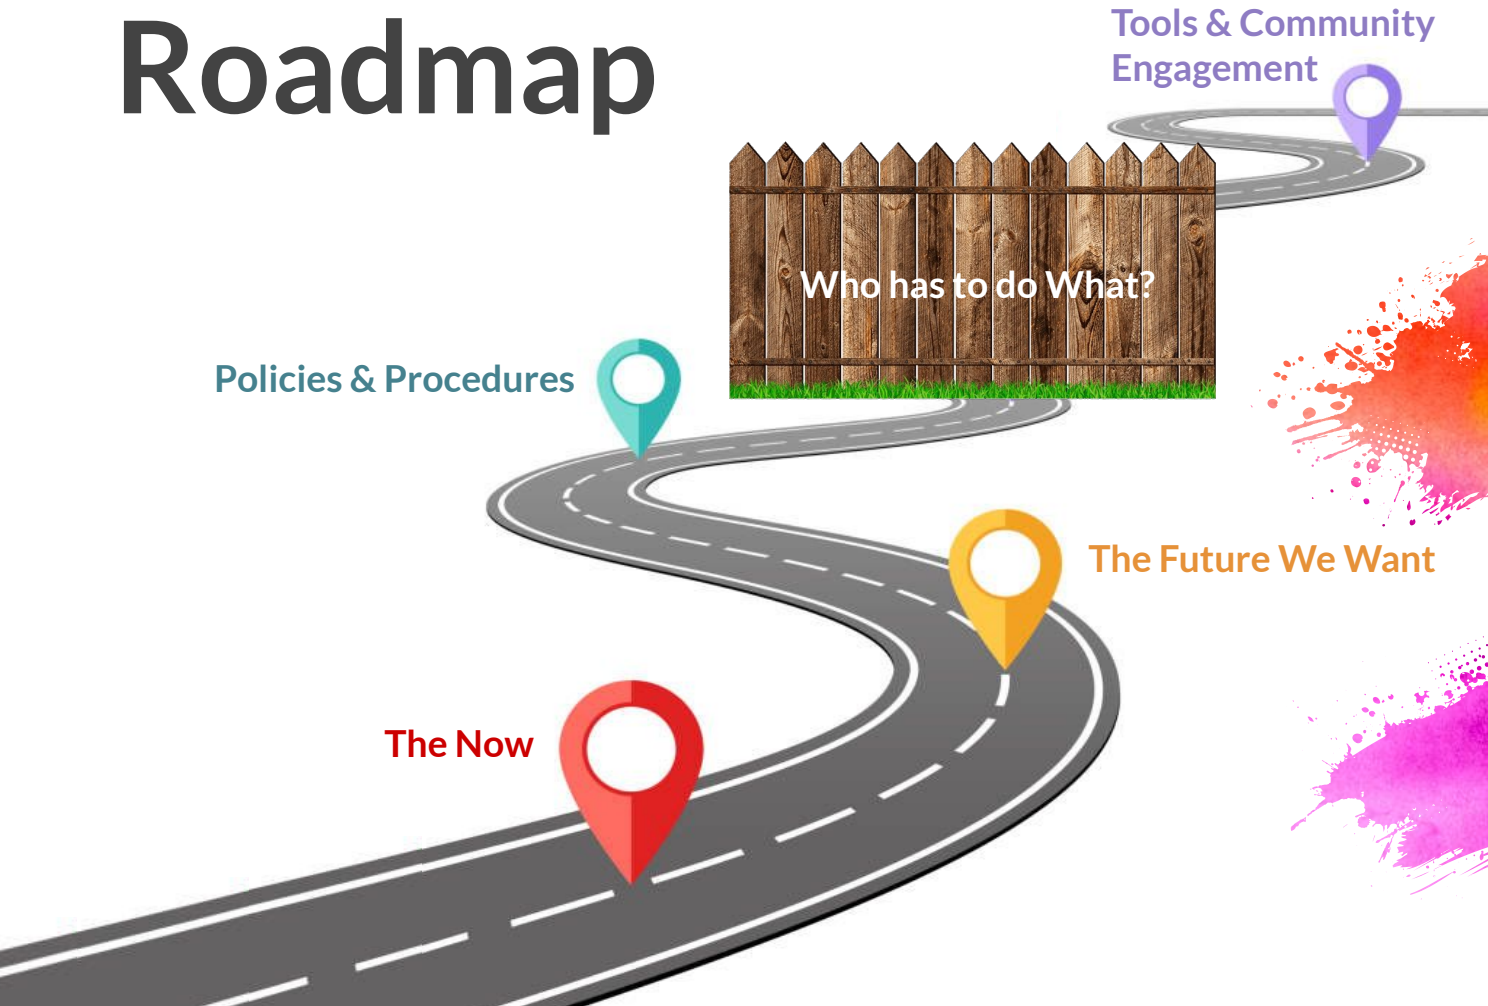 Roadmap
Tools & Community
Engagement
Who has to do What?
Policies & Procedures
The Future We Want
The Now